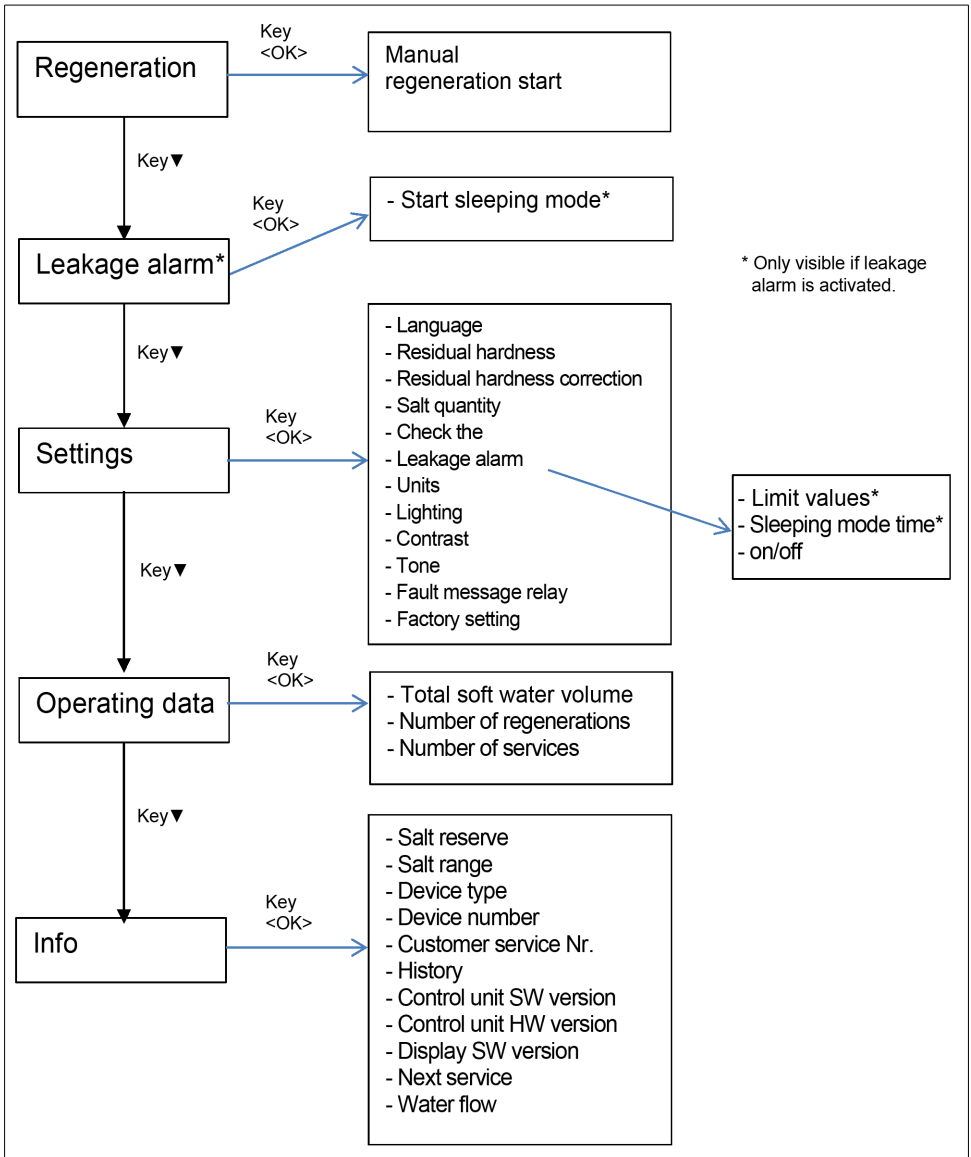 Regeneration
Key
<OK>
Manual
regeneration start
Key▼
Leakage alarm*
Key
<OK>
- Start sleeping mode*
* Only visible if leakage
alarm is activated.
Key▼
Settings
Key
<OK>
- Language
- Residual hardness
- Residual hardness correction
- Salt quantity
- Check the
- Leakage alarm
- Units
- Lighting
- Contrast
- Tone
- Fault message relay
- Factory setting
- Limit values*
- Sleeping mode time*
- on/off
Key▼
Operating data
Key
<OK>
- Total soft water volume
- Number of regenerations
- Number of services
Key▼
Info
Key
<OK>
- Salt reserve
- Salt range
- Device type
- Device number
- Customer service Nr.
- History
- Control unit SW version
- Control unit HW version
- Display SW version
- Next service
- Water flow